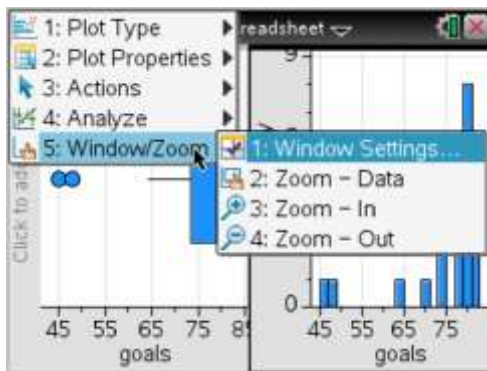 1: Plot Type
readsheet
2: Plot Properties
3: Actions
4: Analyze
5: Window/Zoom
1: Window Settings...
2: Zoom – Data
3: Zoom – In
4: Zoom – Out
Click to ad
9
0
45 55 65 75 85
goals
45 55 65 75
goals